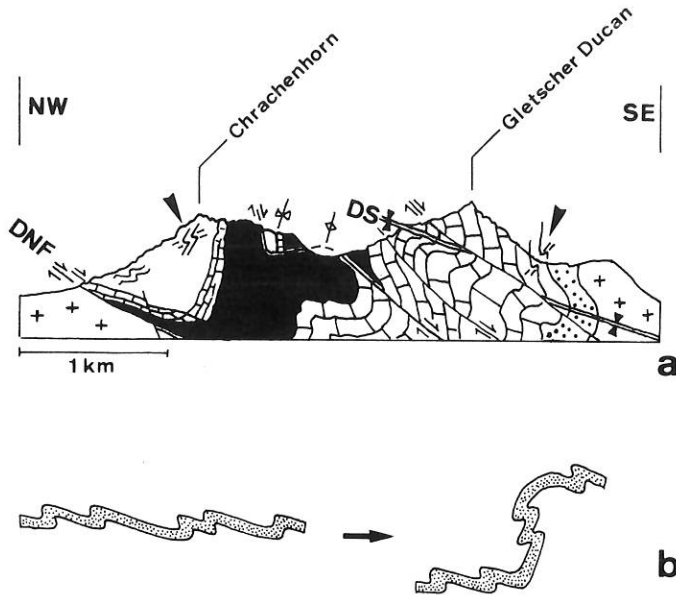 Chrachenhorn
Gletscher Ducan
NW
SE
DNF
DS
1 km
a
b